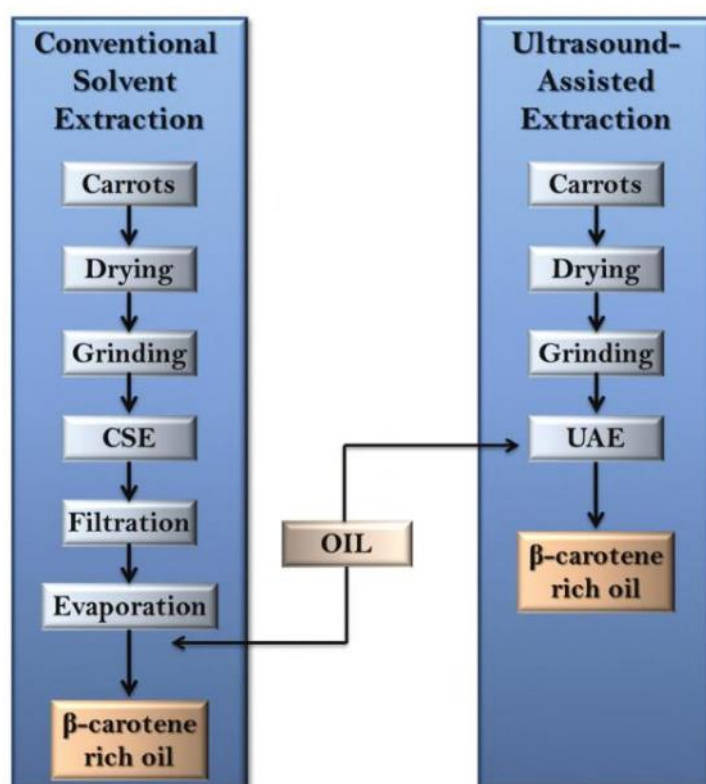 Conventional
Solvent
Extraction
Carrots
Drying
Grinding
CSE
Filtration
Evaporation
β-carotene
rich oil
OIL
Ultrasound-
Assisted
Extraction
Carrots
Drying
Grinding
UAE
β-carotene
rich oil